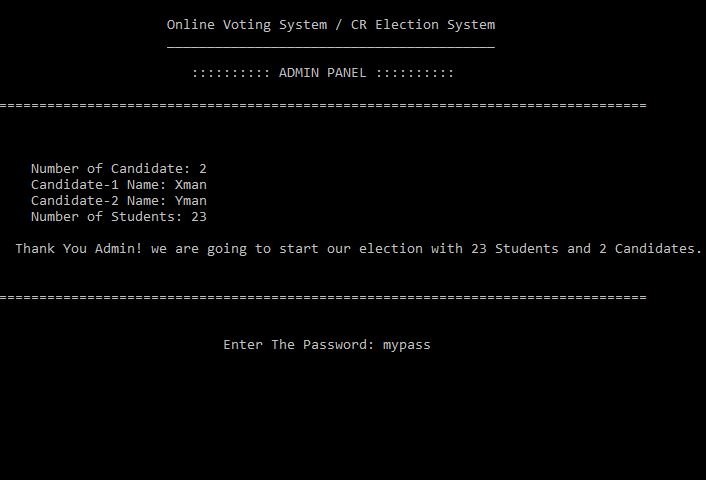 Online Voting System / CR Election System
_________________________________________
:::::::::: ADMIN PANEL ::::::::::
=================================================================================
Number of Candidate: 2
Candidate-1 Name: Xman
Candidate-2 Name: Yman
Number of Students: 23
Thank You Admin! we are going to start our election with 23 Students and 2 Candidates.
=================================================================================
Enter The Password: mypass